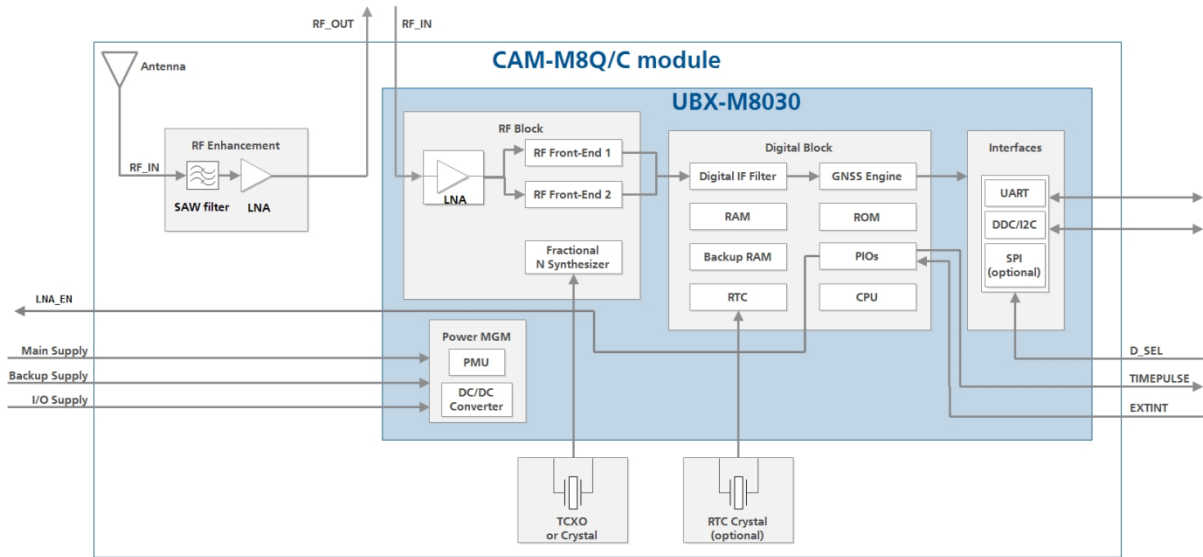 RF_OUT
RF_IN
CAM-M8Q/C module
Antenna
UBX-M8030
RF Enhancement
RF_IN
SAW filter
LNA
RF Block
LNA
RF Front-End 1
RF Front-End 2
Fractional
N Synthesizer
Digital Block
Digital IF Filter
GNSS Engine
RAM
ROM
Backup RAM
PIOs
RTC
CPU
Interfaces
UART
DDC/I2C
SPI
(optional)
LNA_EN
Power MGM
PMU
DC/DC
Converter
Main Supply
Backup Supply
I/O Supply
D_SEL
TIMEPULSE
EXTINT
TCXO
or Crystal
RTC Crystal
(optional)